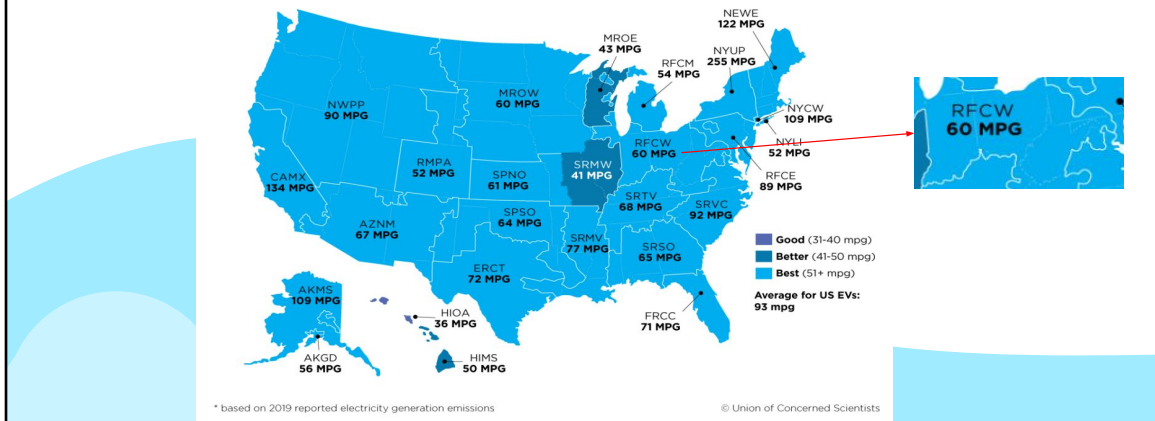 NEWE
122 MPG
MROE
43 MPG
RFCM
54 MPG
NYUP
255 MPG
MROW
60 MPG
NWPP
90 MPG
NYCW
109 MPG
RFCW
60 MPG
NYLI
52 MPG
RMPA
52 MPG
SRMW
41 MPG
RFCE
89 MPG
CAMX
134 MPG
SPNO
61 MPG
SRTV
68 MPG
SRVC
92 MPG
AZNM
67 MPG
SPSO
64 MPG
SRMV
77 MPG
SRSO
65 MPG
ERCT
72 MPG
Good (31-40 mpg)
Better (41-50 mpg)
Best (51+ mpg)
Average for US EVs:
93 mpg
AKMS
109 MPG
HIOA
36 MPG
FRCC
71 MPG
AKGD
56 MPG
HIMS
50 MPG
* based on 2019 reported electricity generation emissions
© Union of Concerned Scientists
RFCW
60 MPG